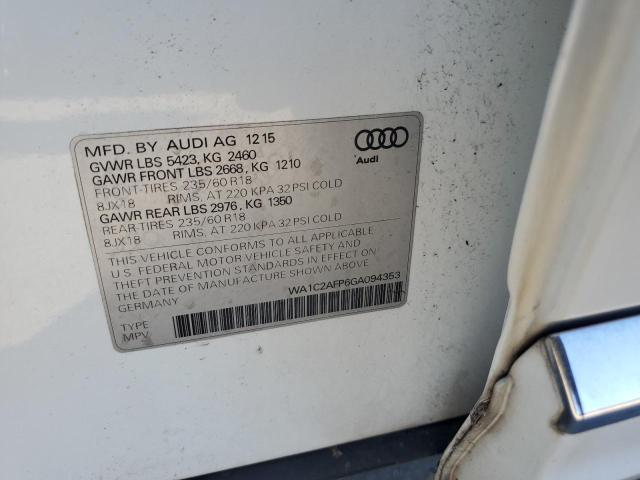 MFD. BY AUDI AG 1215
GVWR LBS 5423, KG 2460
GAWR FRONT LBS 2668, KG 1210
FRONT-TIRES 235/60 R18
8JX18 RIMS, AT 220 KPA 32 PSI COLD
GAWR REAR LBS 2976, KG 1350
REAR-TIRES 235/60 R18
8JX18 RIMS, AT 220 KPA 32 PSI COLD
Audi
THIS VEHICLE CONFORMS TO ALL APPLICABLE
U.S. FEDERAL MOTOR VEHICLE SAFETY AND
THEFT PREVENTION STANDARDS IN EFFECT ON
THE DATE OF MANUFACTURE SHOWN ABOVE.
GERMANY
WA1C2AFP6GA094353
TYPE
MPV